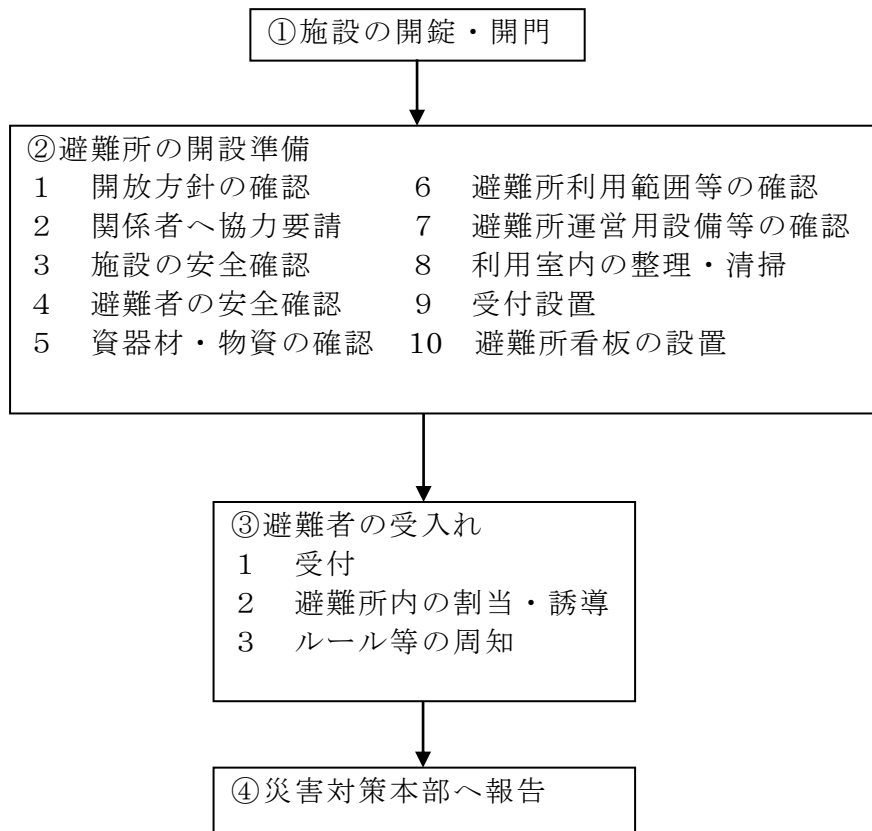 ①施設の開錠・開門
②避難所の開設準備
1 開放方針の確認
2 関係者へ協力要請
3 施設の安全確認
4 避難者の安全確認
5 資器材・物資の確認
6 避難所利用範囲等の確認
7 避難所運営用設備等の確認
8 利用室内の整理・清掃
9 受付設置
10 避難所看板の設置
③避難者の受入れ
1 受付
2 避難所内の割当・誘導
3 ルール等の周知
④災害対策本部へ報告